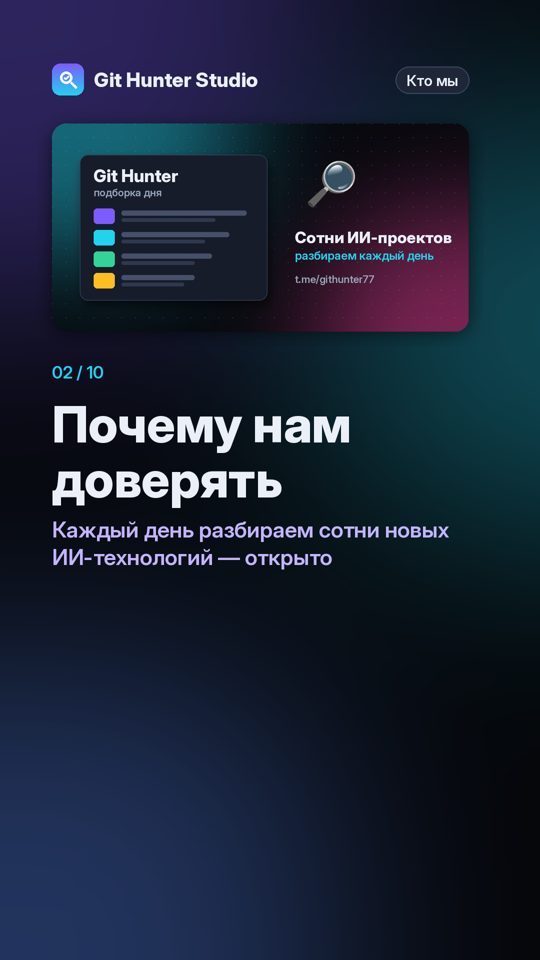 Git Hunter Studio
Кто мы
Git Hunter
подборка дня
Сотни ИИ-проектов
разбираем каждый день
t.me/githunter77
02 / 10
Почему нам
доверять
Каждый день разбираем сотни новых
ИИ-технологий — открыто